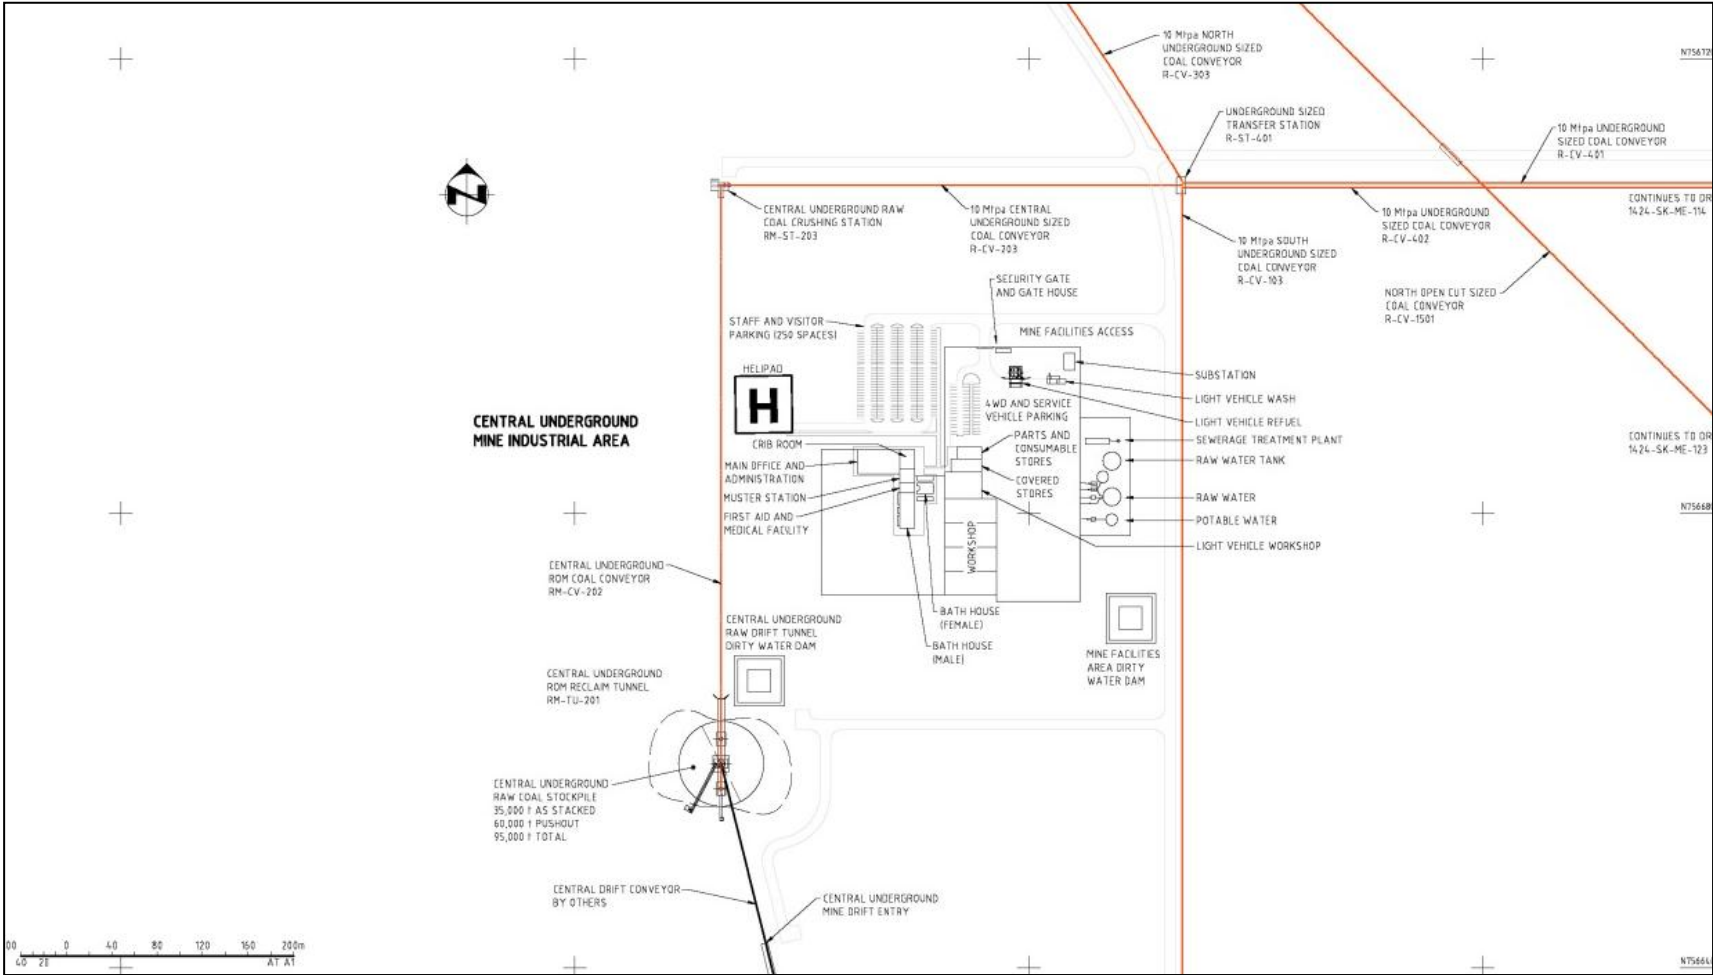 10 Mtpa NORTH
UNDERGROUND SIZED
COAL CONVEYOR
R-CV-303
UNDERGROUND SIZED
TRANSFER STATION
R-ST-401
10 Mtpa UNDERGROUND
SIZED COAL CONVEYOR
R-CV-401
CONTINUES TO DR
1424-SK-ME-114
CENTRAL UNDERGROUND RAW
COAL CRUSHING STATION
RM-ST-203
10 Mtpa CENTRAL
UNDERGROUND SIZED
COAL CONVEYOR
R-CV-203
10 Mtpa UNDERGROUND
SIZED COAL CONVEYOR
R-CV-402
10 Mtpa SOUTH
UNDERGROUND SIZED
COAL CONVEYOR
R-CV-103
NORTH OPEN CUT SIZED
COAL CONVEYOR
R-CV-1501
SECURITY GATE
AND GATE HOUSE
STAFF AND VISITOR
PARKING (250 SPACES)
MINE FACILITIES ACCESS
HELIPAD
H
SUBSTATION
LIGHT VEHICLE WASH
4WD AND SERVICE
VEHICLE PARKING
LIGHT VEHICLE REFUEL
CENTRAL UNDERGROUND
MINE INDUSTRIAL AREA
CRIB ROOM
PARTS AND
CONSUMABLE
STORES
SEWERAGE TREATMENT PLANT
RAW WATER TANK
CONTINUES TO DR
1424-SK-ME-123
MAIN OFFICE AND
ADMINISTRATION
MUSTER STATION
COVERED
STORES
RAW WATER
FIRST AID AND
MEDICAL FACILITY
POTABLE WATER
WORKSHOP
LIGHT VEHICLE WORKSHOP
CENTRAL UNDERGROUND
ROM COAL CONVEYOR
RM-CV-202
BATH HOUSE
(FEMALE)
CENTRAL UNDERGROUND
RAW DRIFT TUNNEL
DIRTY WATER DAM
BATH HOUSE
(MALE)
MINE FACILITIES
AREA DIRTY
WATER DAM
CENTRAL UNDERGROUND
ROM RECLAIM TUNNEL
RM-TU-201
CENTRAL UNDERGROUND
RAW COAL STOCKPILE
35,000 t AS STACKED
60,000 t PUSHOUT
95,000 t TOTAL
CENTRAL DRIFT CONVEYOR
BY OTHERS
CENTRAL UNDERGROUND
MINE DRIFT ENTRY
00 0 40 80 120 160 200m
40 20
AT A1